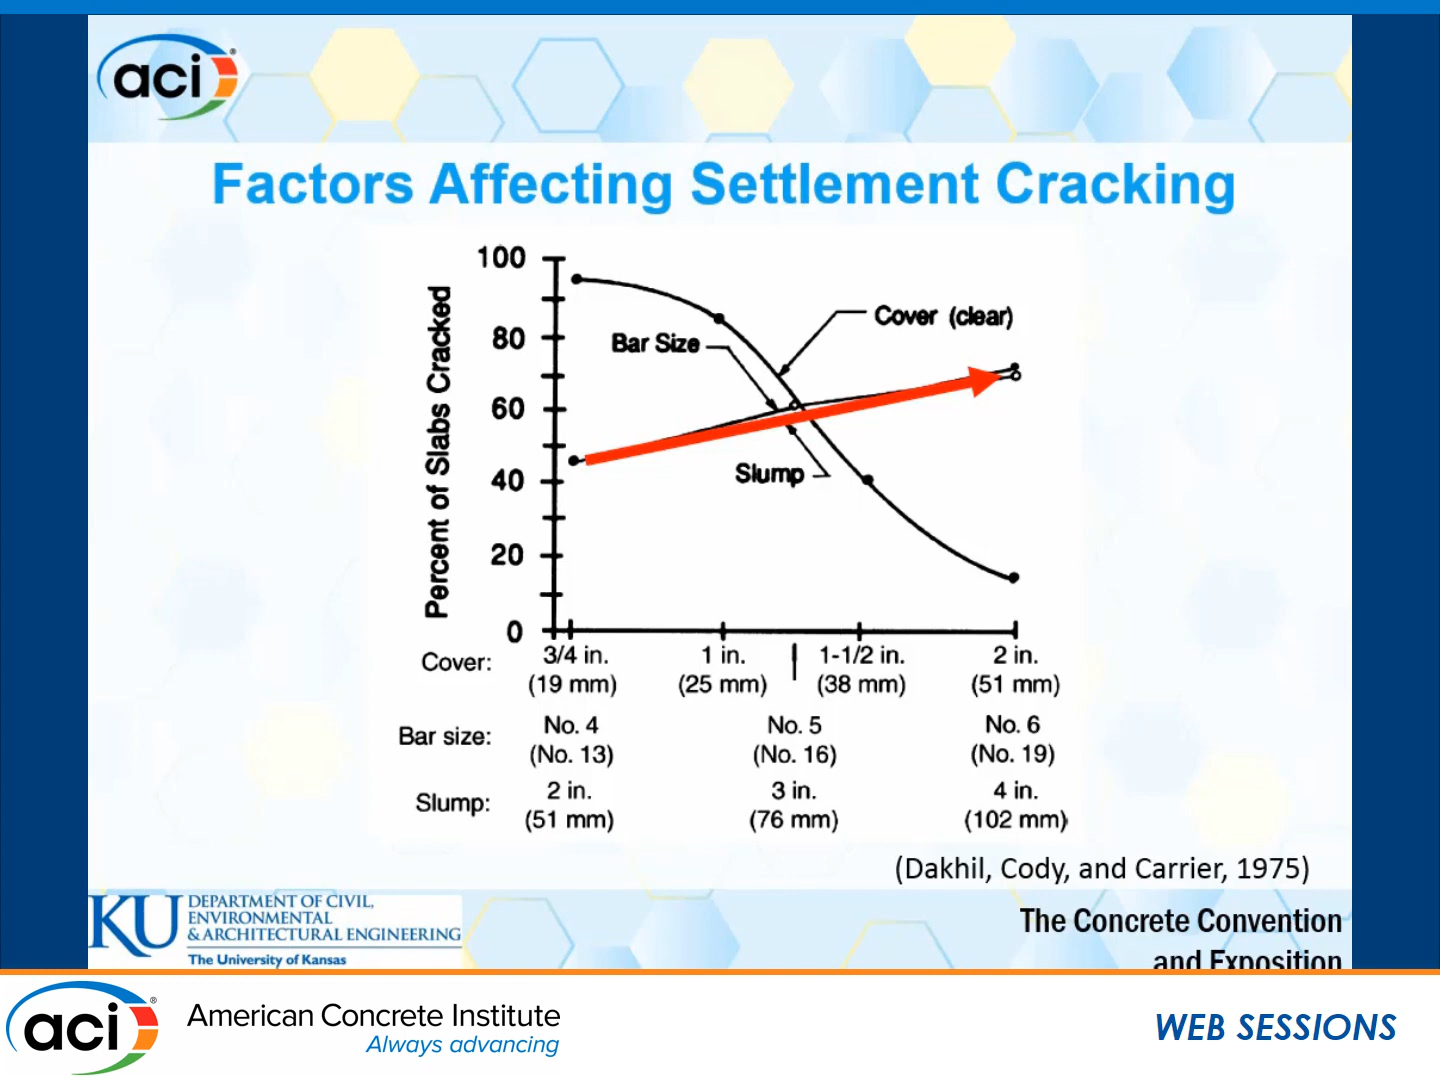 aci®
Factors Affecting Settlement Cracking
Percent of Slabs Cracked
100
80
60
40
20
0
Cover (clear)
Bar Size
Slump
Cover: 3/4 in. 1 in. 1-1/2 in. 2 in.
(19 mm) (25 mm) (38 mm) (51 mm)
Bar size: No. 4 No. 5 No. 6
(No. 13) (No. 16) (No. 19)
Slump: 2 in. 3 in. 4 in.
(51 mm) (76 mm) (102 mm)
(Dakhil, Cody, and Carrier, 1975)
KU DEPARTMENT OF CIVIL,
ENVIRONMENTAL
& ARCHITECTURAL ENGINEERING
The University of Kansas
The Concrete Convention
and Exposition
aci®
American Concrete Institute
Always advancing
WEB SESSIONS